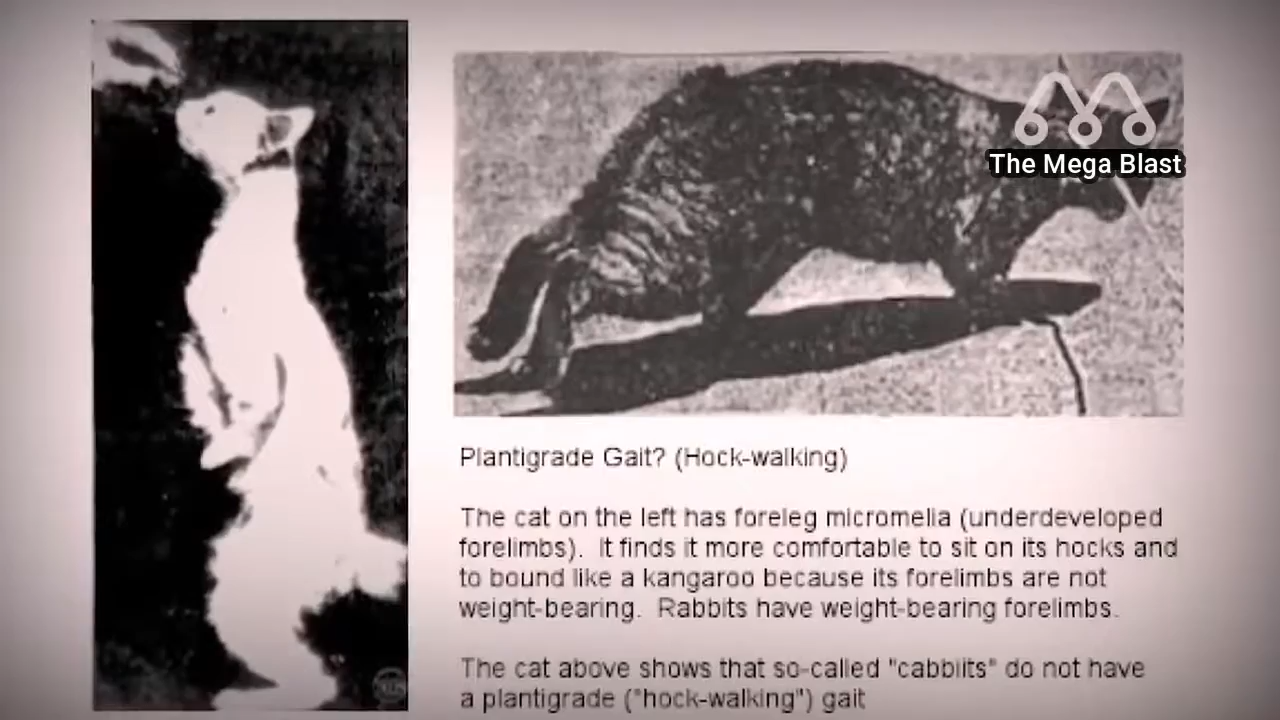 The Mega Blast
Plantigrade Gait? (Hock-walking)
The cat on the left has foreleg micromelia (underdeveloped
forelimbs). It finds it more comfortable to sit on its hocks and
to bound like a kangaroo because its forelimbs are not
weight-bearing. Rabbits have weight-bearing forelimbs.
The cat above shows that so-called "cabbits" do not have
a plantigrade ("hock-walking") gait